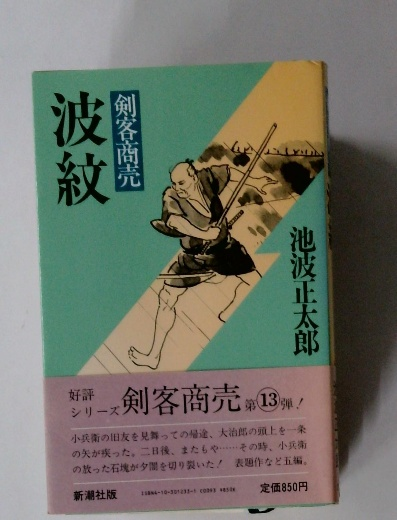 剣客商売
波紋
池波正太郎
好評
シリーズ
剣客商売 第⑬弾！
小兵衛の旧友を見舞っての帰途、大治郎の頭上を一条
の矢が疾った。二日後、またもや……その時、小兵衛
の放った石塊が夕闇を切り裂いた！ 表題作など五編。
新潮社版
定価850円